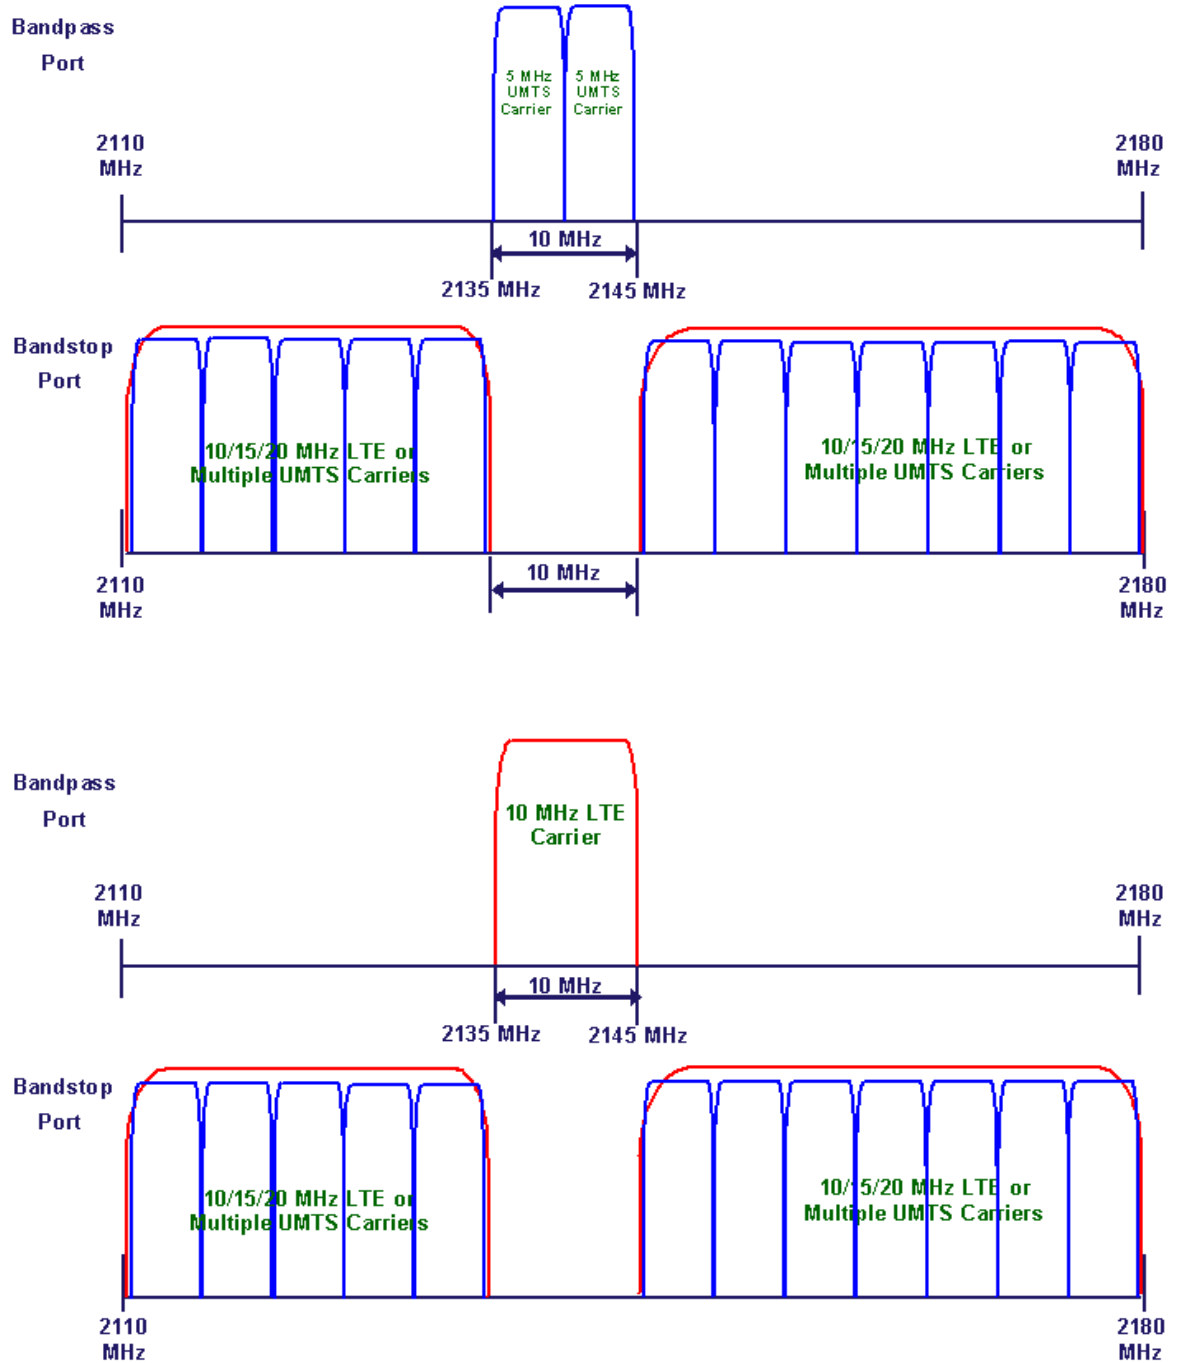 Bandpass
Port
5 MHz
UMTS
Carrier
5 MHz
UMTS
Carrier
2110
MHz
2180
MHz
10 MHz
2135 MHz
2145 MHz
Bandstop
Port
10/15/20 MHz LTE or
Multiple UMTS Carriers
10/15/20 MHz LTE or
Multiple UMTS Carriers
10 MHz
2110
MHz
2180
MHz
Bandpass
Port
10 MHz LTE
Carrier
2110
MHz
2180
MHz
10 MHz
2135 MHz
2145 MHz
Bandstop
Port
10/15/20 MHz LTE or
Multiple UMTS Carriers
10/15/20 MHz LTE or
Multiple UMTS Carriers
2110
MHz
2180
MHz